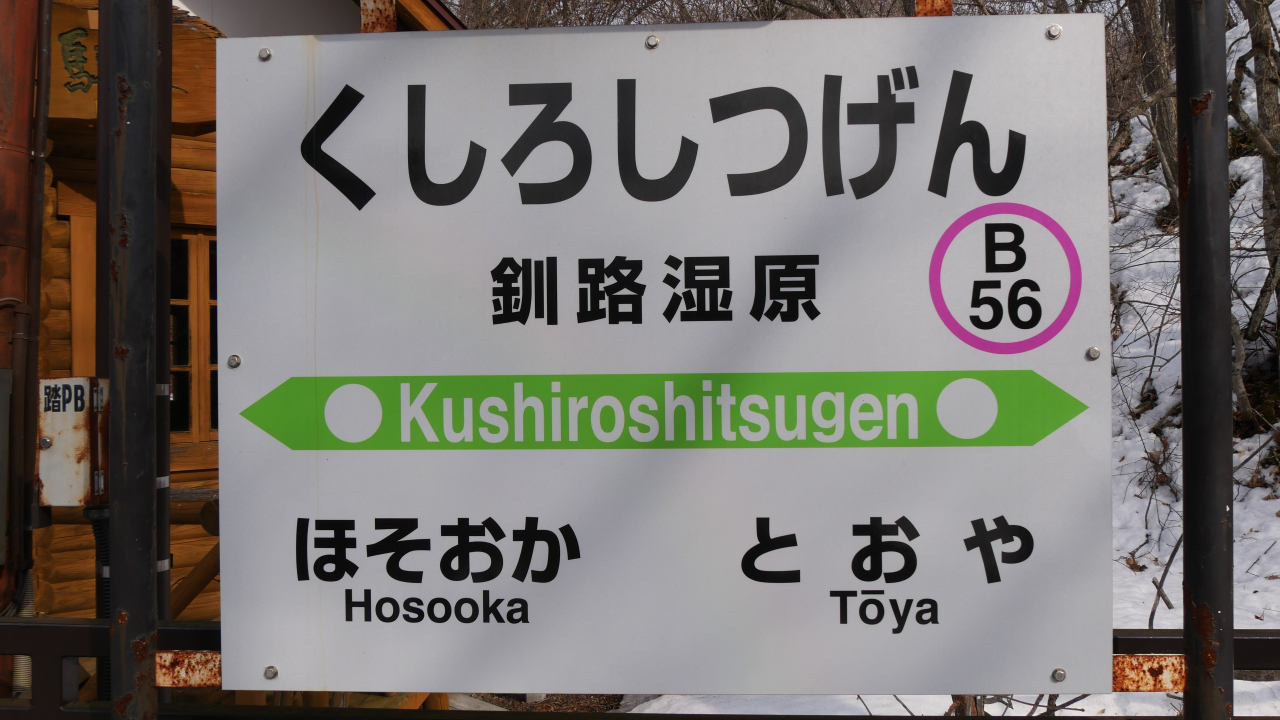 くしろしつげん
釧路湿原
B
56
Kushiroshitsugen
ほそおか
とおや
Hosooka
Tōya
踏PB